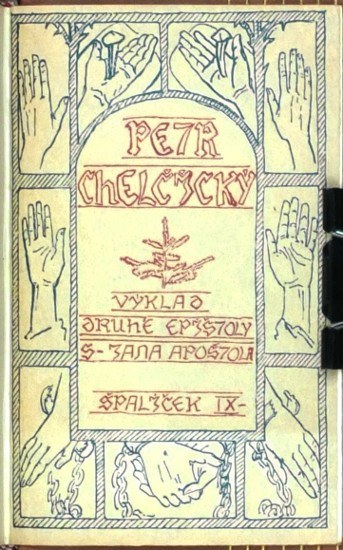 PETR
CHELČICKÝ
VÝKLAD
DRUHÉ EPIŠTOLY
S- JANA APOŠTOLA
ŠPALÍČEK IX-